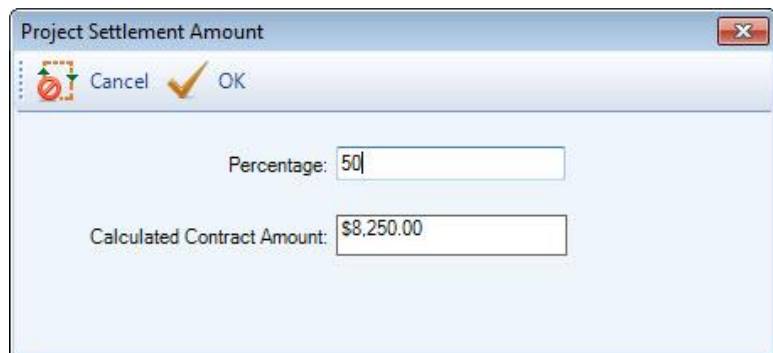 Project Settlement Amount
Cancel OK
Percentage: 50
Calculated Contract Amount: $8,250.00